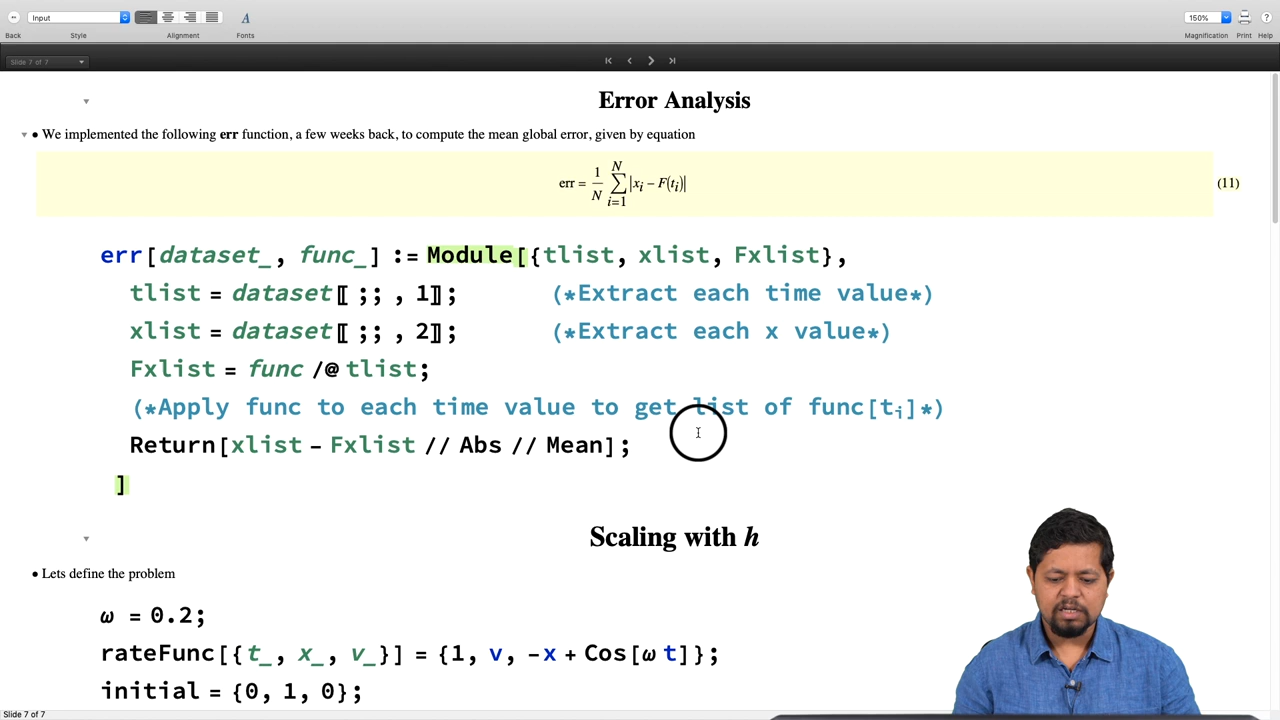 Input
150%
Back
Style
Alignment
Fonts
Magnification
Print
Help
Slide 7 of 7
Error Analysis
• We implemented the following err function, a few weeks back, to compute the mean global error, given by equation
err = 1/N ∑_{i=1}^{N} |x_i − F(t_i)| (11)
err[dataset_, func_] := Module[{tlist, xlist, Fxlist},
tlist = dataset〚 ;; , 1〛; (*Extract each time value*)
xlist = dataset〚 ;; , 2〛; (*Extract each x value*)
Fxlist = func /@ tlist;
(*Apply func to each time value to get list of func[t_i]*)
Return[xlist – Fxlist // Abs // Mean];
]
Scaling with h
• Lets define the problem
ω = 0.2;
rateFunc[{t_, x_, v_}] = {1, v, –x + Cos[ω t]};
initial = {0, 1, 0};
Slide 7 of 7